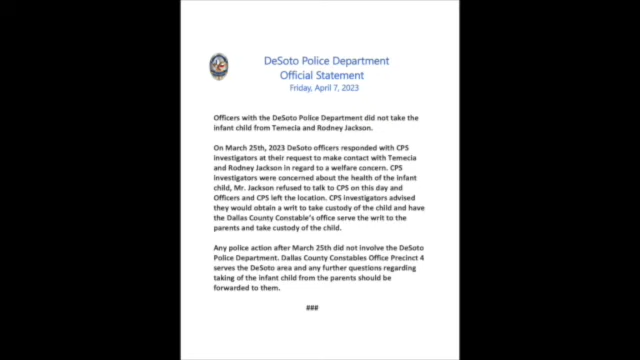 DeSoto Police Department
Official Statement
Friday, April 7, 2023
Officers with the DeSoto Police Department did not take the
infant child from Temecia and Rodney Jackson.
On March 25th, 2023 DeSoto officers responded with CPS
investigators at their request to make contact with Temecia
and Rodney Jackson in regard to a welfare concern. CPS
investigators were concerned about the health of the infant
child, Mr. Jackson refused to talk to CPS on this day and
Officers and CPS left the location. CPS investigators advised
they would obtain a writ to take custody of the child and have
the Dallas County Constable's office serve the writ to the
parents and take custody of the child.
Any police action after March 25th did not involve the DeSoto
Police Department. Dallas County Constables Office Precinct 4
serves the DeSoto area and any further questions regarding
taking of the infant child from the parents should be
forwarded to them.
###